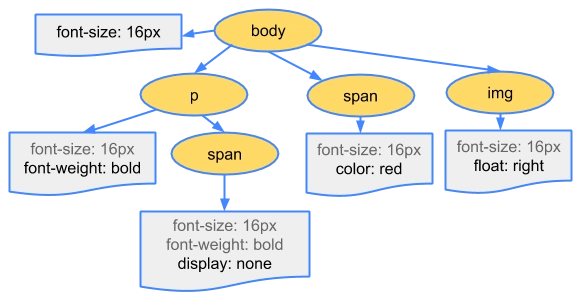 body
font-size: 16px
p
span
img
font-size: 16px
font-weight: bold
span
font-size: 16px
color: red
font-size: 16px
float: right
font-size: 16px
font-weight: bold
display: none